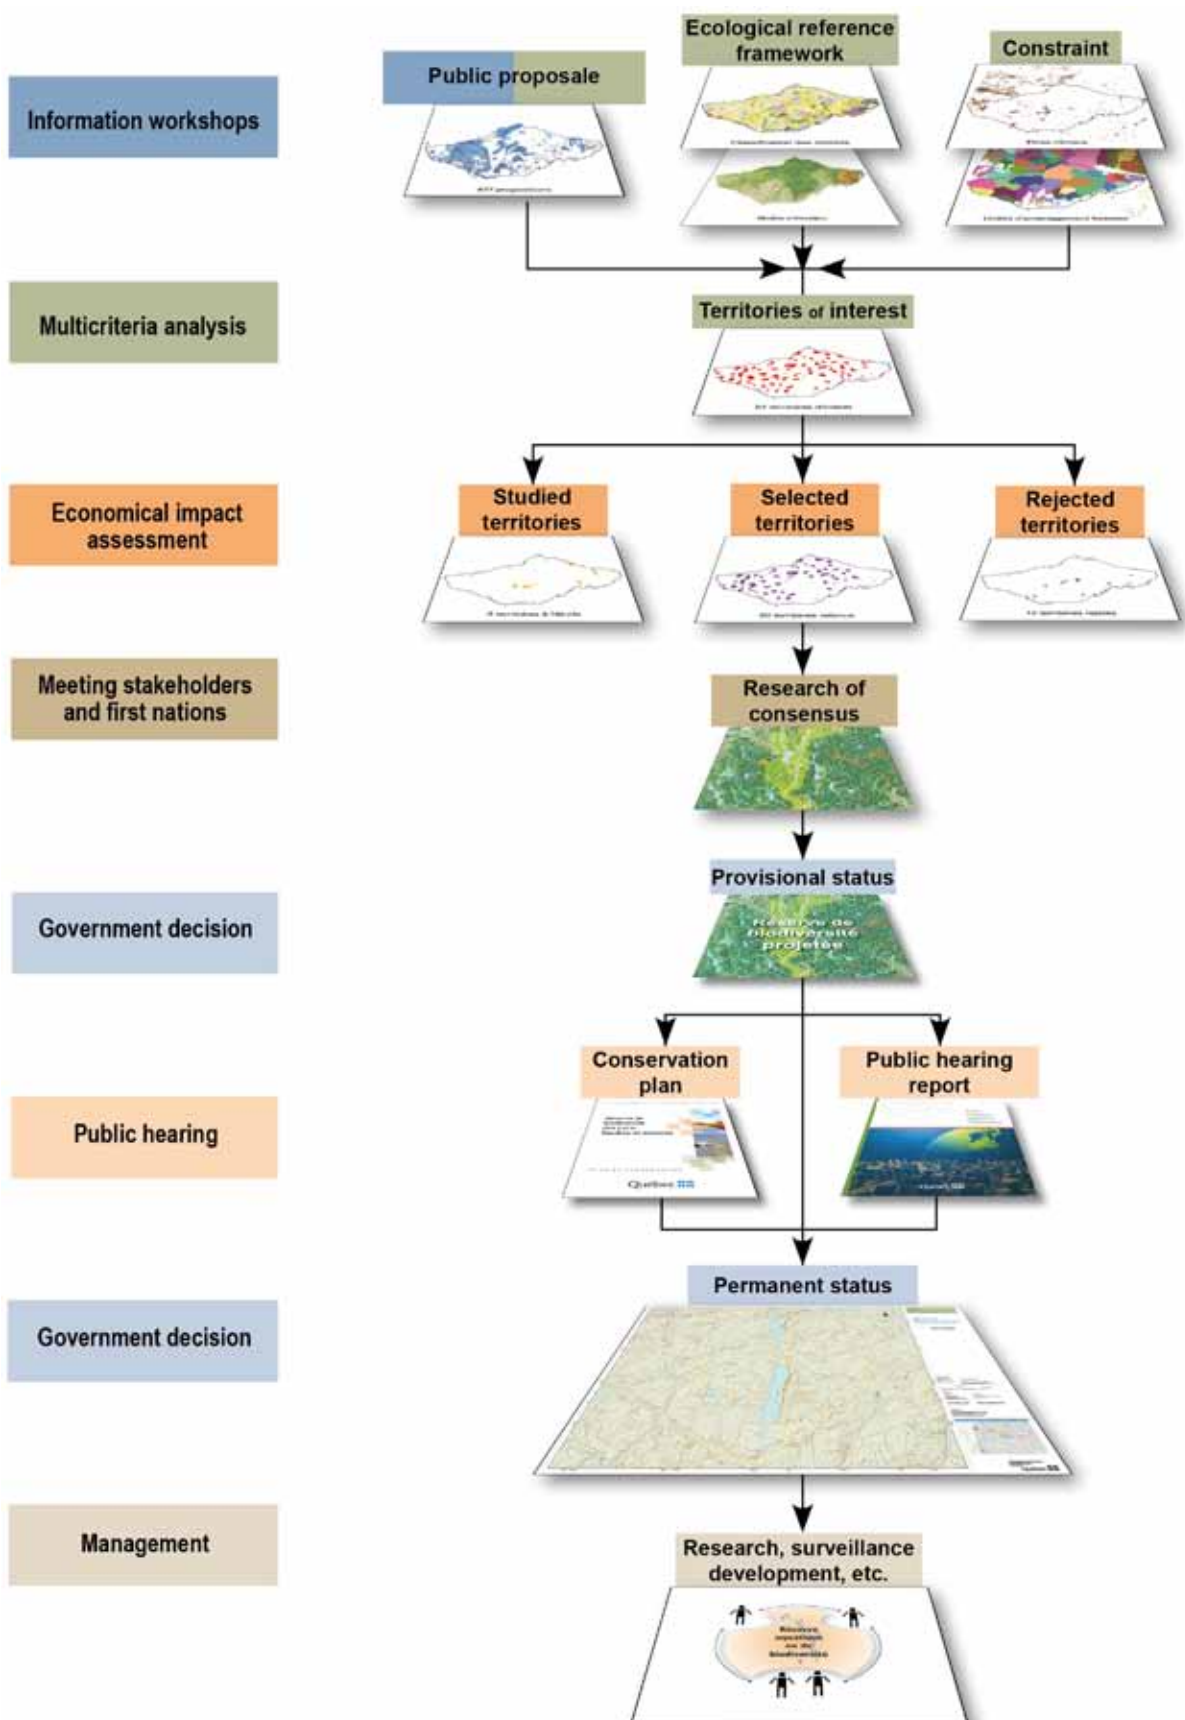 Information workshops
Public proposale
Ecological reference
framework
Constraint
Multicriteria analysis
Territories of interest
Economical impact
assessment
Studied
territories
Selected
territories
Rejected
territories
Meeting stakeholders
and first nations
Research of
consensus
Government decision
Provisional status
Réserve de
biodiversité
projetée
Public hearing
Conservation
plan
Québec
Public hearing
report
Government decision
Permanent status
Management
Research, surveillance
development, etc.